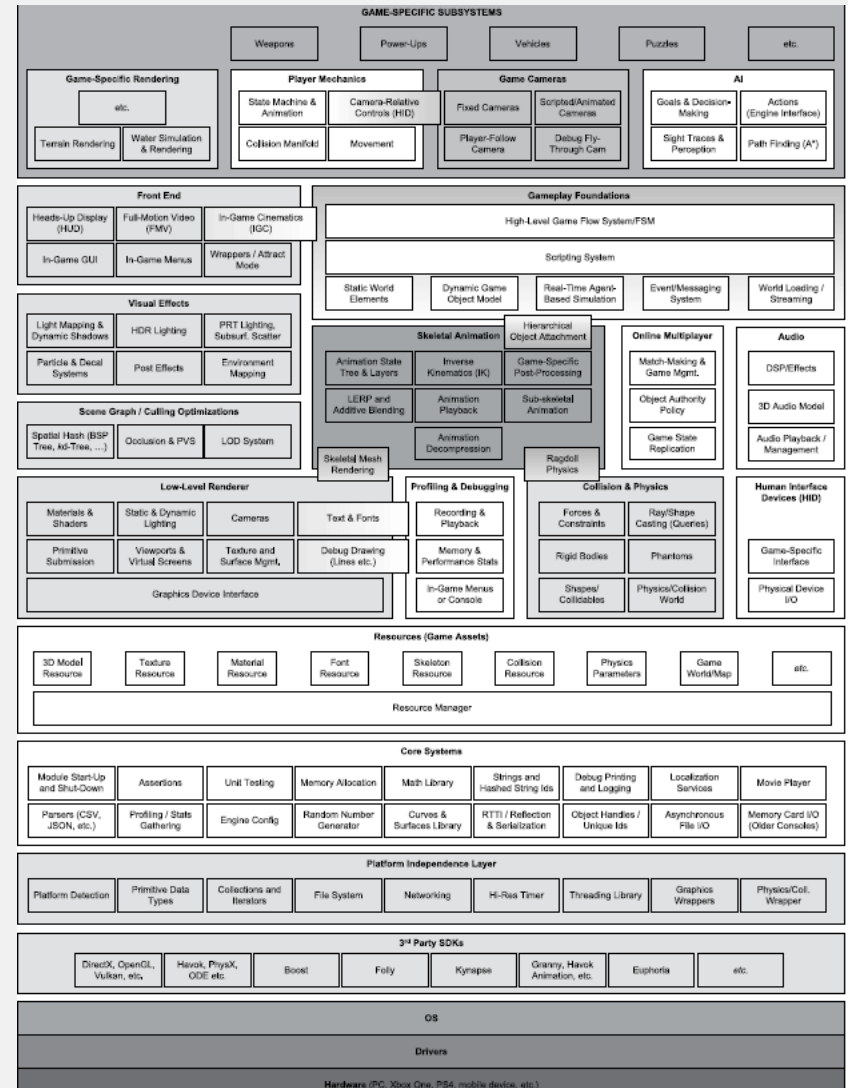 GAME-SPECIFIC SUBSYSTEMS
Weapons
Power-Ups
Vehicles
Puzzles
etc.
Game-Specific Rendering
etc.
Terrain Rendering
Water Simulation
& Rendering
Player Mechanics
State Machine &
Animation
Camera-Relative
Controls (HID)
Collision Manifold
Movement
Game Cameras
Fixed Cameras
Scripted/Animated
Cameras
Player-Follow
Camera
Debug Fly-
Through Cam
AI
Goals & Decision-
Making
Actions
(Engine Interface)
Sight Traces &
Perception
Path Finding (A*)
Front End
Heads-Up Display
(HUD)
Full-Motion Video
(FMV)
In-Game Cinematics
(IGC)
In-Game GUI
In-Game Menus
Wrappers / Attract
Mode
Gameplay Foundations
High-Level Game Flow System/FSM
Scripting System
Static World
Elements
Dynamic Game
Object Model
Real-Time Agent-
Based Simulation
Event/Messaging
System
World Loading /
Streaming
Visual Effects
Light Mapping &
Dynamic Shadows
HDR Lighting
PRT Lighting,
Subsurf. Scatter
Particle & Decal
Systems
Post Effects
Environment
Mapping
Skeletal Animation
Hierarchical
Object Attachment
Animation State
Tree & Layers
Inverse
Kinematics (IK)
Game-Specific
Post-Processing
LERP and
Additive Blending
Animation
Playback
Sub-skeletal
Animation
Animation
Decompression
Skeletal Mesh
Rendering
Ragdoll
Physics
Online Multiplayer
Match-Making &
Game Mgmt.
Object Authority
Policy
Game State
Replication
Audio
DSP/Effects
3D Audio Model
Audio Playback /
Management
Scene Graph / Culling Optimizations
Spatial Hash (BSP
Tree, kd-Tree, ...)
Occlusion & PVS
LOD System
Low-Level Renderer
Materials &
Shaders
Static & Dynamic
Lighting
Cameras
Text & Fonts
Primitive
Submission
Viewports &
Virtual Screens
Texture and
Surface Mgmt.
Debug Drawing
(Lines etc.)
Graphics Device Interface
Profiling & Debugging
Recording &
Playback
Memory &
Performance Stats
In-Game Menus
or Console
Collision & Physics
Forces &
Constraints
Ray/Shape
Casting (Queries)
Rigid Bodies
Phantoms
Shapes/
Collidables
Physics/Collision
World
Human Interface
Devices (HID)
Game-Specific
Interface
Physical Device
I/O
Resources (Game Assets)
3D Model
Resource
Texture
Resource
Material
Resource
Font
Resource
Skeleton
Resource
Collision
Resource
Physics
Parameters
Game
World/Map
etc.
Resource Manager
Core Systems
Module Start-Up
and Shut-Down
Assertions
Unit Testing
Memory Allocation
Math Library
Strings and
Hashed String Ids
Debug Printing
and Logging
Localization
Services
Movie Player
Parsers (CSV,
JSON, etc.)
Profiling / Stats
Gathering
Engine Config
Random Number
Generator
Curves &
Surfaces Library
RTTI / Reflection
& Serialization
Object Handles /
Unique Ids
Asynchronous
File I/O
Memory Card I/O
(Older Consoles)
Platform Independence Layer
Platform Detection
Primitive Data
Types
Collections and
Iterators
File System
Networking
Hi-Res Timer
Threading Library
Graphics
Wrappers
Physics/Coll.
Wrapper
3rd Party SDKs
DirectX, OpenGL,
Vulkan, etc.
Havok, PhysX,
ODE etc.
Boost
Folly
Kynapse
Granny, Havok
Animation, etc.
Euphoria
etc.
OS
Drivers
Hardware (PC, Xbox One, PS4, mobile device, etc.)